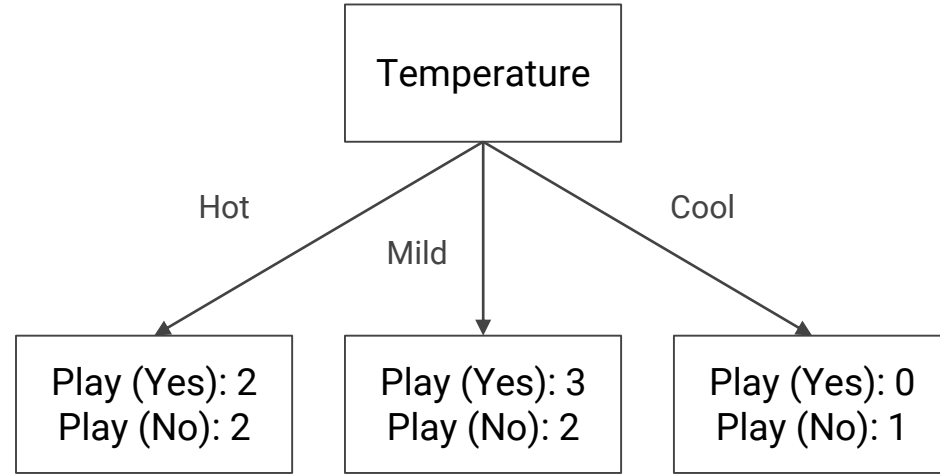 Temperature
Hot
Mild
Cool
Play (Yes): 2
Play (No): 2
Play (Yes): 3
Play (No): 2
Play (Yes): 0
Play (No): 1